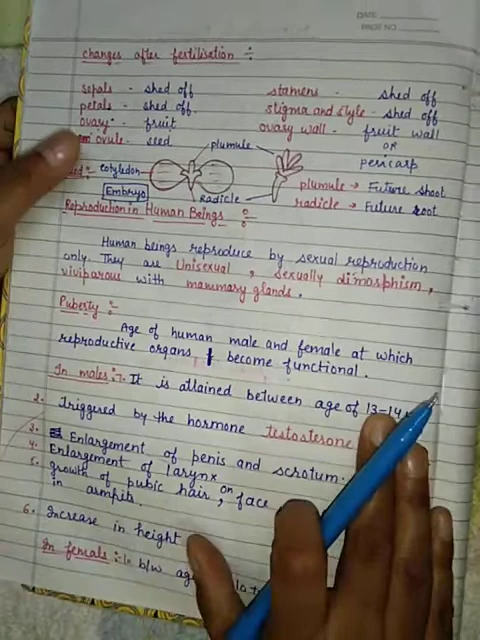 DATE
PAGE NO.
changes after fertilisation :-
sepals - shed off
petals - shed off
ovary - fruit
ovule - seed
stamens - shed off
stigma and style - shed off
ovary wall - fruit wall
OR
pericarp
plumule
cotyledon
Embryo
Radicle
plumule → Future shoot
radicle → Future root
Reproduction in Human Beings :-
Human beings reproduce by sexual reproduction
only. They are Unisexual, sexually dimorphism,
viviparous with mammary glands.
Puberty :-
Age of human male and female at which
reproductive organs become functional.
In males :- 1. It is attained between age of 13-14
2. Triggered by the hormone testosterone
3. Enlargement of penis and scrotum.
4. Enlargement of larynx
5. growth of pubic hair, on face
in armpits.
6. Increase in height
In female :- 1. b/w age